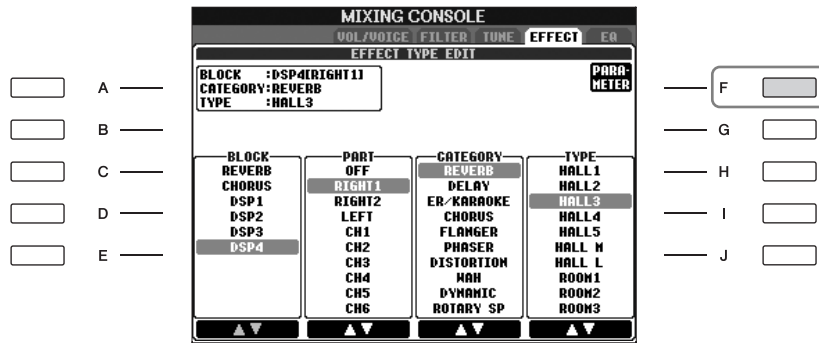 MIXING CONSOLE
VOL/VOICE FILTER TUNE EFFECT EQ
EFFECT TYPE EDIT
BLOCK :DSP4[RIGHT1]
CATEGORY:REVERB
TYPE :HALL3
PARA-
METER
A
B
C
D
E
F
G
H
I
J
BLOCK
REVERB
CHORUS
DSP1
DSP2
DSP3
DSP4
PART
OFF
RIGHT1
RIGHT2
LEFT
CH1
CH2
CH3
CH4
CH5
CH6
CATEGORY
REVERB
DELAY
ER/KARAOKE
CHORUS
FLANGER
PHASER
DISTORTION
WAH
DYNAMIC
ROTARY SP
TYPE
HALL1
HALL2
HALL3
HALL4
HALL5
HALL M
HALL L
ROOM1
ROOM2
ROOM3